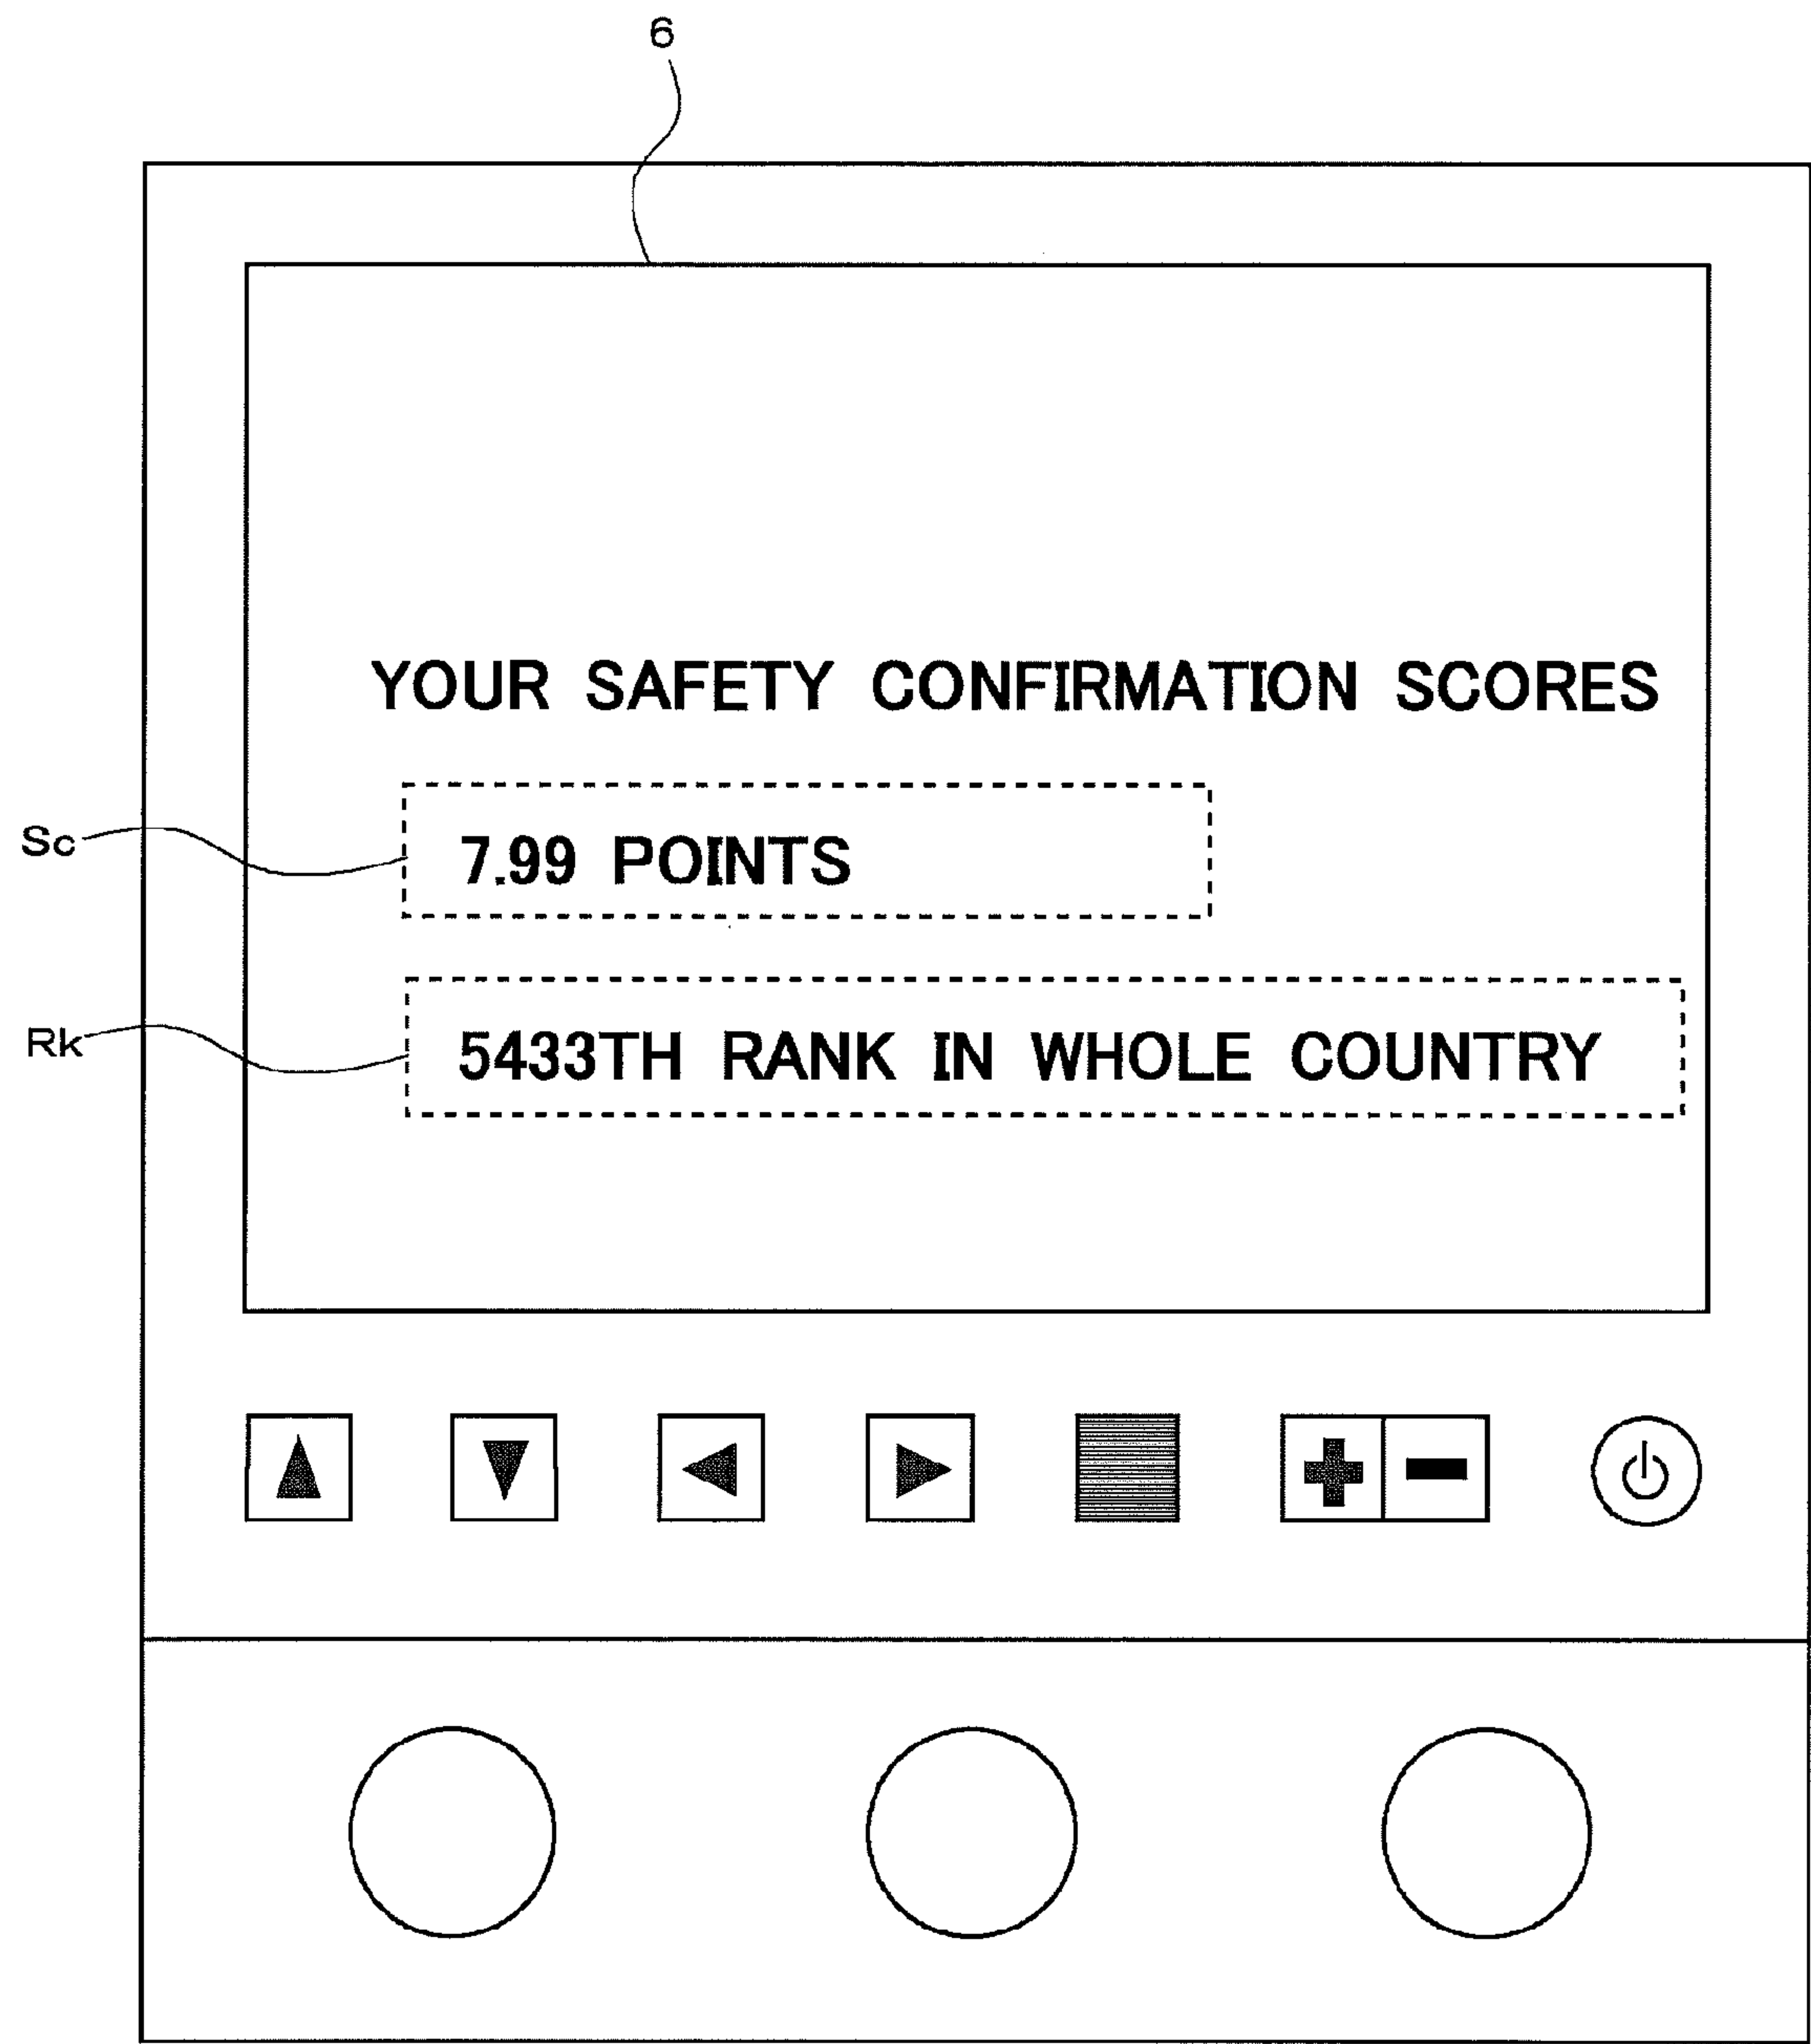 6
YOUR SAFETY CONFIRMATION SCORES
Sc
7.99 POINTS
Rk
5433TH RANK IN WHOLE COUNTRY